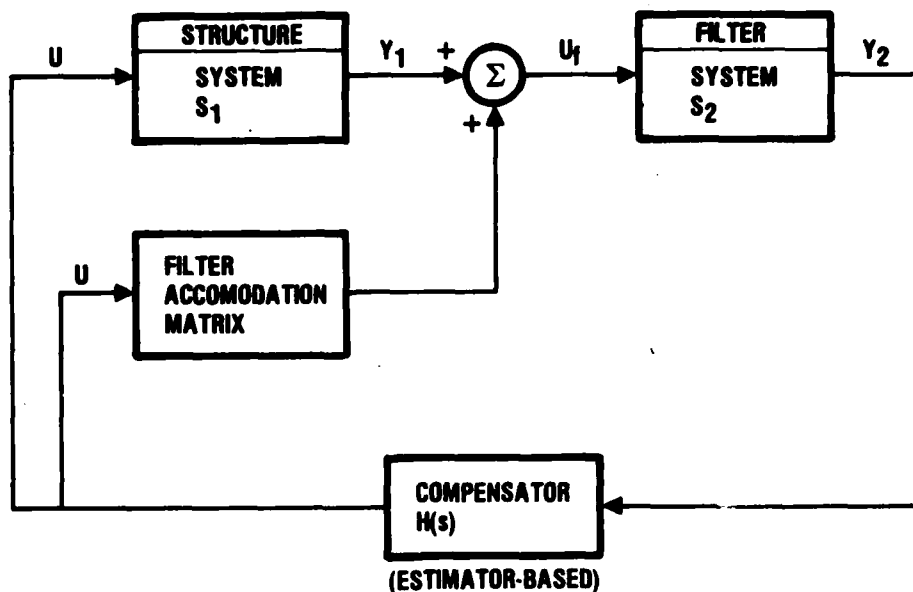 STRUCTURE
FILTER
U
Y1
+
Uf
Y2
SYSTEM
S1
Σ
SYSTEM
S2
+
U
FILTER
ACCOMODATION
MATRIX
COMPENSATOR
H(s)
(ESTIMATOR-BASED)